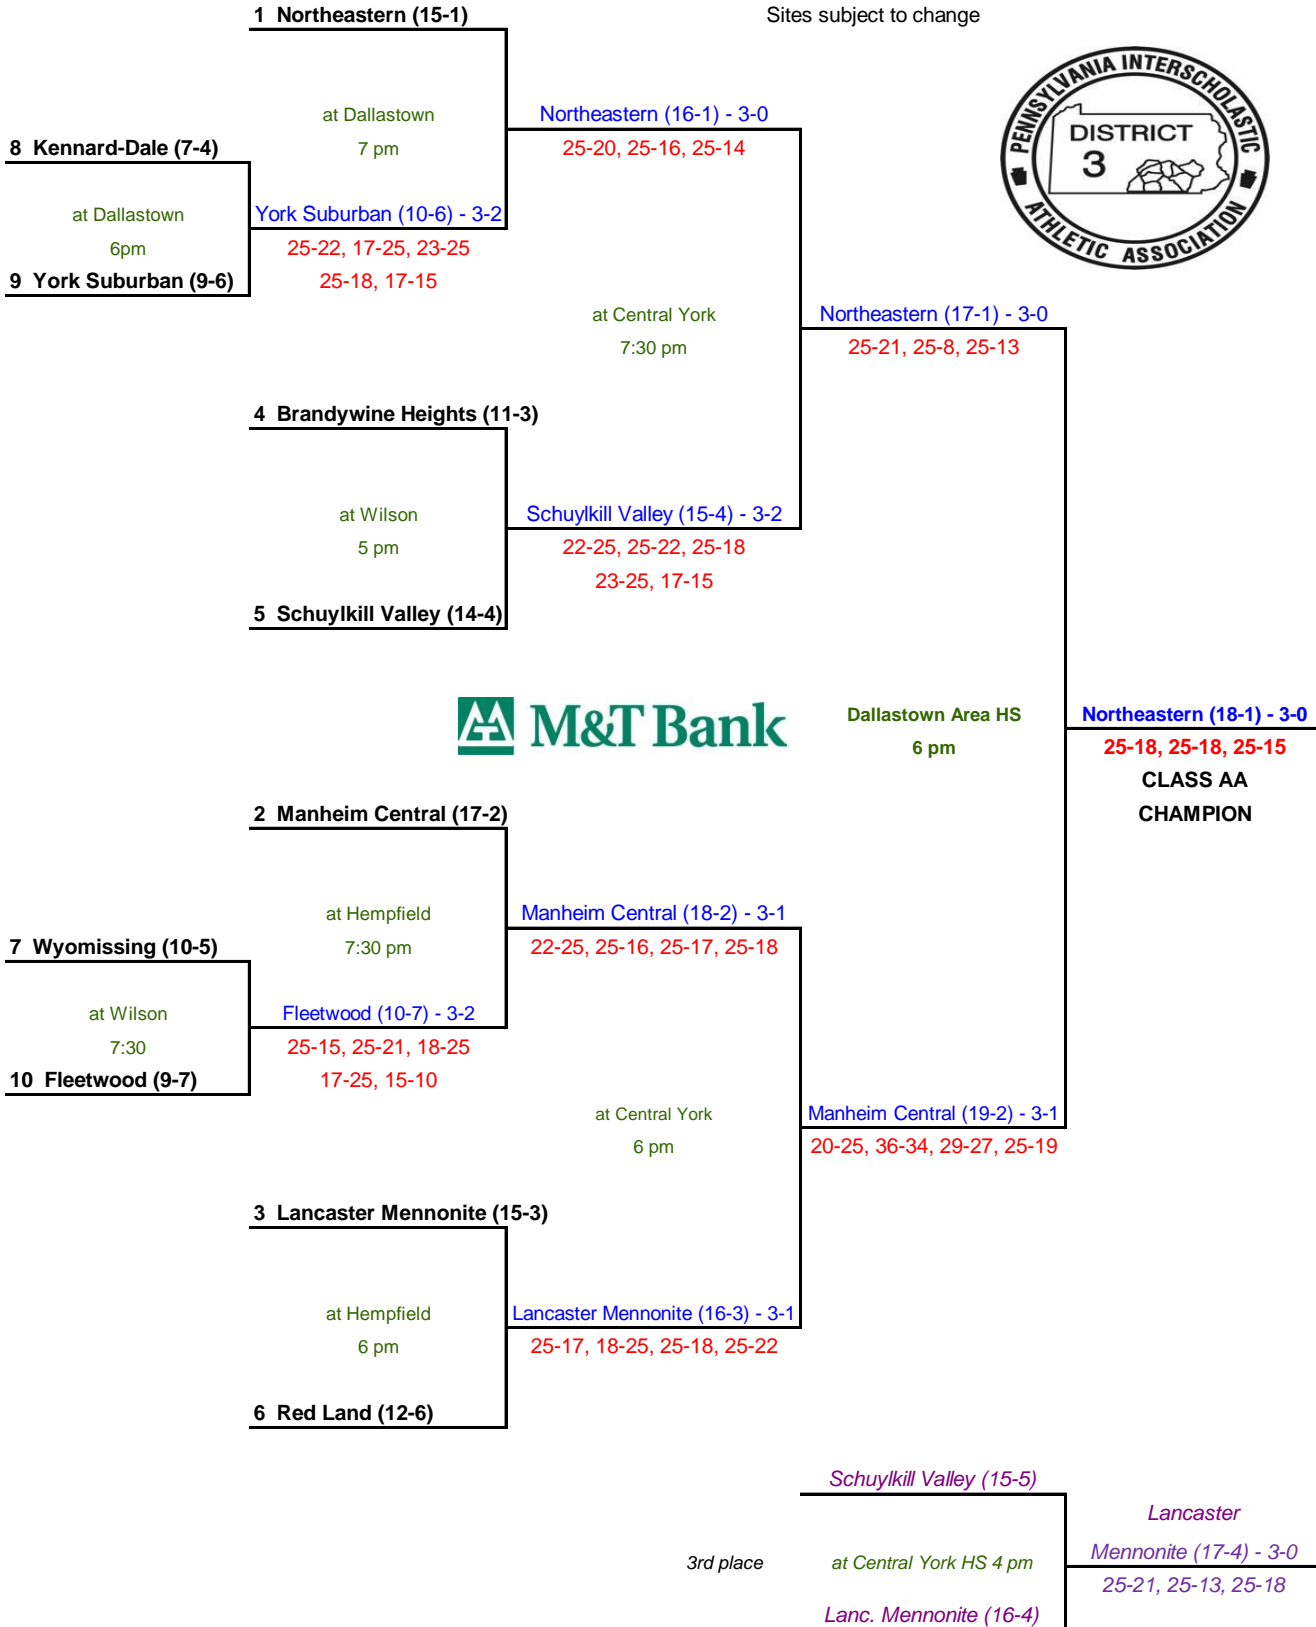 1 Northeastern (15-1)
Sites subject to change
PENNSYLVANIA INTERSCHOLASTIC
DISTRICT
3
ATHLETIC ASSOCIATION
at Dallastown
7 pm
Northeastern (16-1) - 3-0
25-20, 25-16, 25-14
8 Kennard-Dale (7-4)
at Dallastown
6pm
9 York Suburban (9-6)
York Suburban (10-6) - 3-2
25-22, 17-25, 23-25
25-18, 17-15
at Central York
7:30 pm
Northeastern (17-1) - 3-0
25-21, 25-8, 25-13
4 Brandywine Heights (11-3)
at Wilson
5 pm
Schuylkill Valley (15-4) - 3-2
22-25, 25-22, 25-18
23-25, 17-15
5 Schuylkill Valley (14-4)
M&T Bank
Dallastown Area HS
6 pm
Northeastern (18-1) - 3-0
25-18, 25-18, 25-15
CLASS AA
CHAMPION
2 Manheim Central (17-2)
at Hempfield
7:30 pm
Manheim Central (18-2) - 3-1
22-25, 25-16, 25-17, 25-18
7 Wyomissing (10-5)
at Wilson
7:30
10 Fleetwood (9-7)
Fleetwood (10-7) - 3-2
25-15, 25-21, 18-25
17-25, 15-10
at Central York
6 pm
Manheim Central (19-2) - 3-1
20-25, 36-34, 29-27, 25-19
3 Lancaster Mennonite (15-3)
at Hempfield
6 pm
Lancaster Mennonite (16-3) - 3-1
25-17, 18-25, 25-18, 25-22
6 Red Land (12-6)
Schuylkill Valley (15-5)
3rd place
at Central York HS 4 pm
Lanc. Mennonite (16-4)
Lancaster
Mennonite (17-4) - 3-0
25-21, 25-13, 25-18